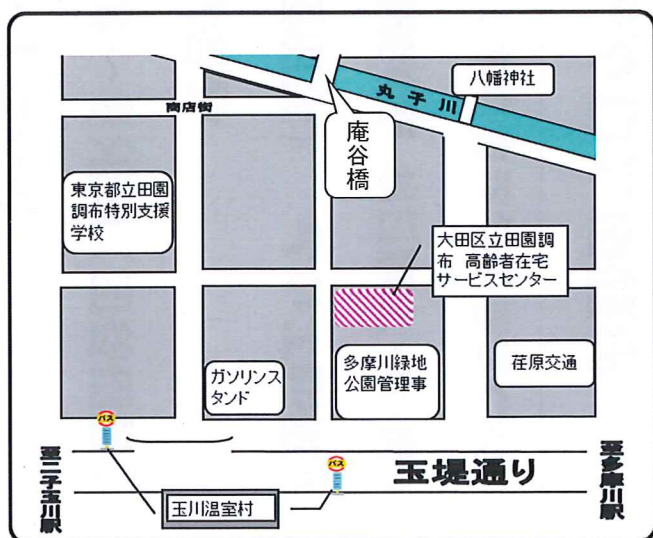 八幡神社
丸子川
商店街
庵谷橋
東京都立田園
調布特別支援
学校
大田区立田園調
布 高齢者在宅
サービスセンター
ガソリンス
タンド
多摩川緑地
公園管理事
荏原交通
バス
バス
至二子玉川駅
玉堤通り
至多摩川駅
玉川温室村